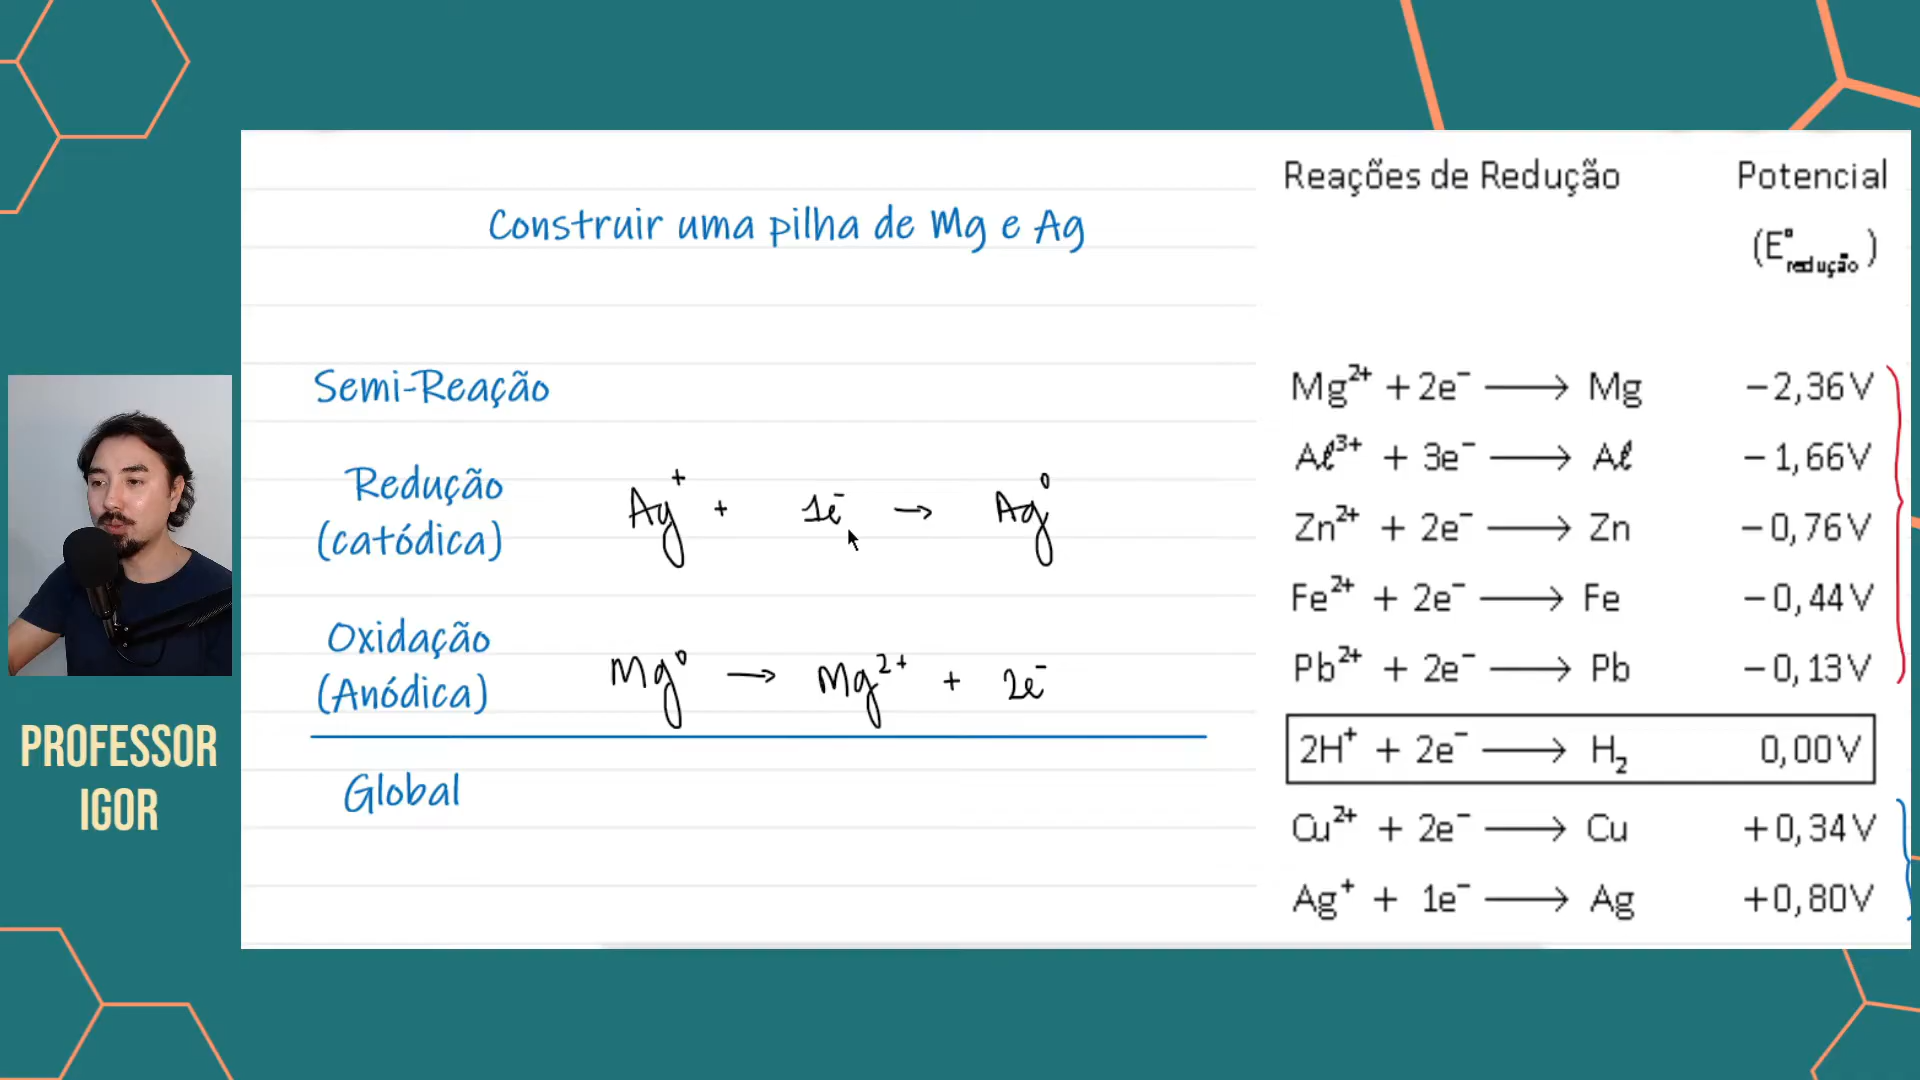 Construir uma pilha de Mg e Ag
Semi-Reação
Redução
(catódica)
Ag⁺ + 1e⁻ → Ag⁰
Oxidação
(Anódica)
Mg⁰ → Mg²⁺ + 2e⁻
Global
Reações de Redução Potencial
(E°redução)
Mg²⁺ + 2e⁻ → Mg −2,36V
Aℓ³⁺ + 3e⁻ → Aℓ −1,66V
Zn²⁺ + 2e⁻ → Zn −0,76V
Fe²⁺ + 2e⁻ → Fe −0,44V
Pb²⁺ + 2e⁻ → Pb −0,13V
2H⁺ + 2e⁻ → H₂ 0,00V
Cu²⁺ + 2e⁻ → Cu +0,34V
Ag⁺ + 1e⁻ → Ag +0,80V
PROFESSOR
IGOR